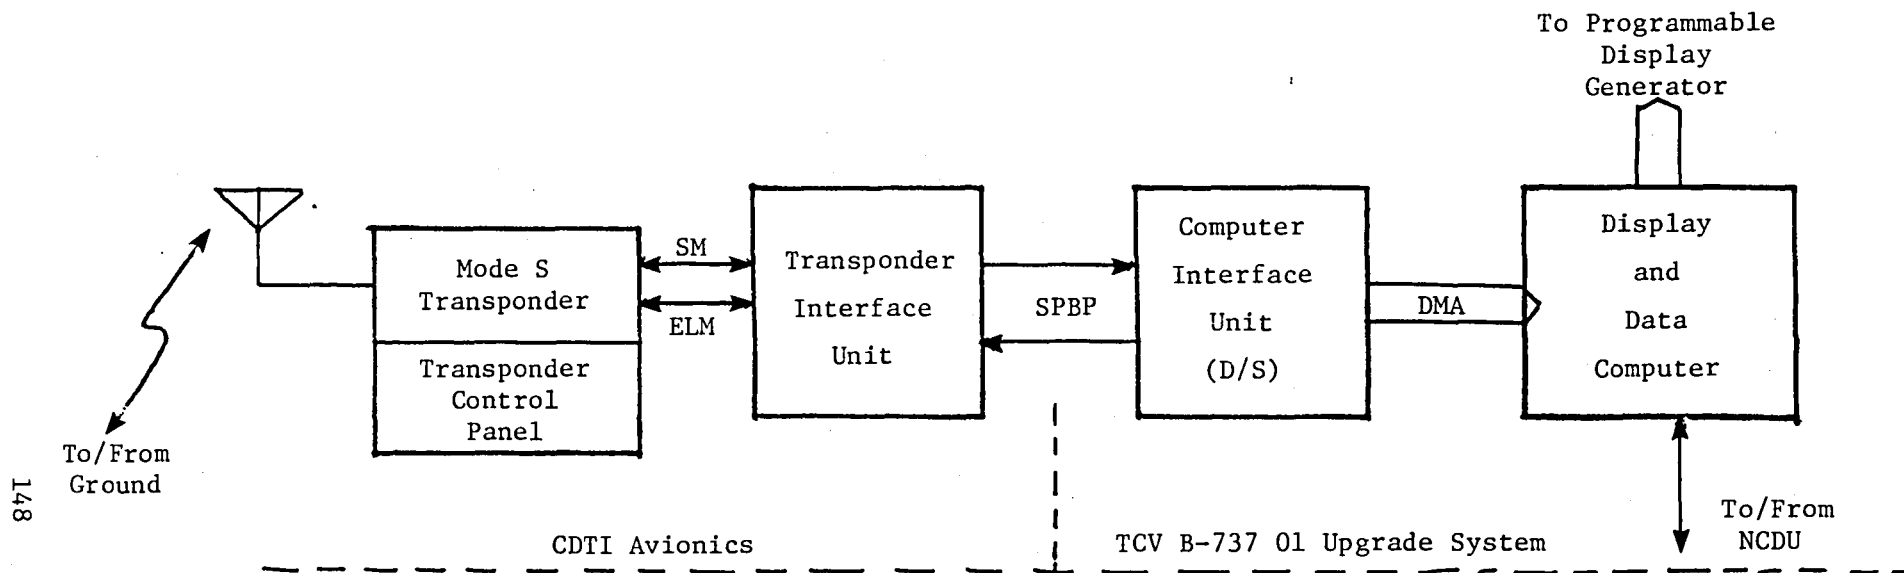 To Programmable
Display
Generator
Mode S
Transponder
Transponder
Control
Panel
SM
ELM
Transponder
Interface
Unit
SPBP
Computer
Interface
Unit
(D/S)
DMA
Display
and
Data
Computer
To/From
Ground
To/From
NCDU
CDTI Avionics
TCV B-737 01 Upgrade System
148